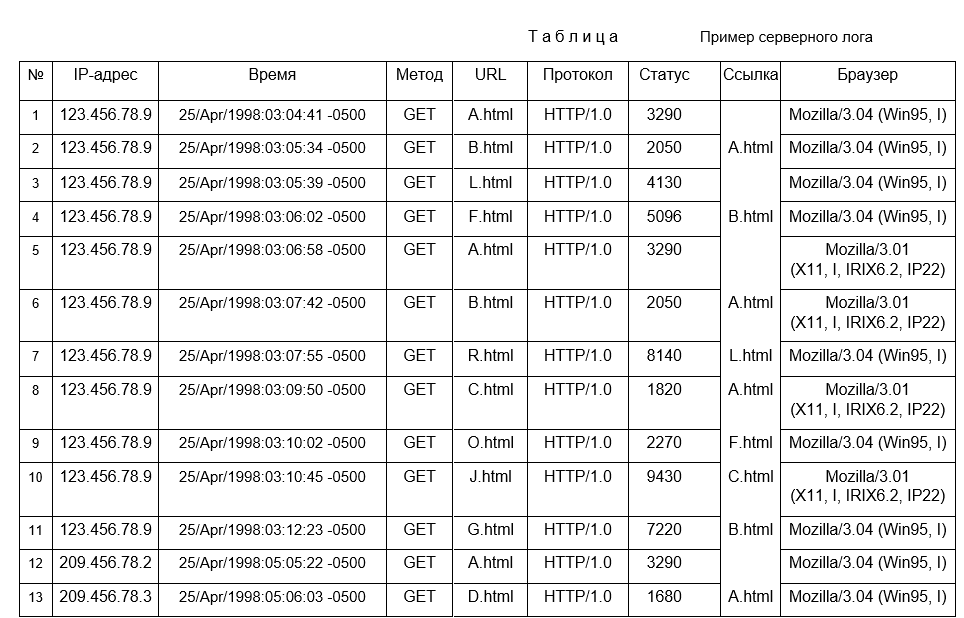 Т а б л и ц а Пример серверного лога
№ IP-адрес Время Метод URL Протокол Статус Ссылка Браузер
1 123.456.78.9 25/Apr/1998:03:04:41 -0500 GET A.html HTTP/1.0 3290 Mozilla/3.04 (Win95, I)
2 123.456.78.9 25/Apr/1998:03:05:34 -0500 GET B.html HTTP/1.0 2050 A.html Mozilla/3.04 (Win95, I)
3 123.456.78.9 25/Apr/1998:03:05:39 -0500 GET L.html HTTP/1.0 4130 Mozilla/3.04 (Win95, I)
4 123.456.78.9 25/Apr/1998:03:06:02 -0500 GET F.html HTTP/1.0 5096 B.html Mozilla/3.04 (Win95, I)
5 123.456.78.9 25/Apr/1998:03:06:58 -0500 GET A.html HTTP/1.0 3290 Mozilla/3.01
(X11, I, IRIX6.2, IP22)
6 123.456.78.9 25/Apr/1998:03:07:42 -0500 GET B.html HTTP/1.0 2050 A.html Mozilla/3.01
(X11, I, IRIX6.2, IP22)
7 123.456.78.9 25/Apr/1998:03:07:55 -0500 GET R.html HTTP/1.0 8140 L.html Mozilla/3.04 (Win95, I)
8 123.456.78.9 25/Apr/1998:03:09:50 -0500 GET C.html HTTP/1.0 1820 A.html Mozilla/3.01
(X11, I, IRIX6.2, IP22)
9 123.456.78.9 25/Apr/1998:03:10:02 -0500 GET O.html HTTP/1.0 2270 F.html Mozilla/3.04 (Win95, I)
10 123.456.78.9 25/Apr/1998:03:10:45 -0500 GET J.html HTTP/1.0 9430 C.html Mozilla/3.01
(X11, I, IRIX6.2, IP22)
11 123.456.78.9 25/Apr/1998:03:12:23 -0500 GET G.html HTTP/1.0 7220 B.html Mozilla/3.04 (Win95, I)
12 209.456.78.2 25/Apr/1998:05:05:22 -0500 GET A.html HTTP/1.0 3290 Mozilla/3.04 (Win95, I)
13 209.456.78.3 25/Apr/1998:05:06:03 -0500 GET D.html HTTP/1.0 1680 A.html Mozilla/3.04 (Win95, I)